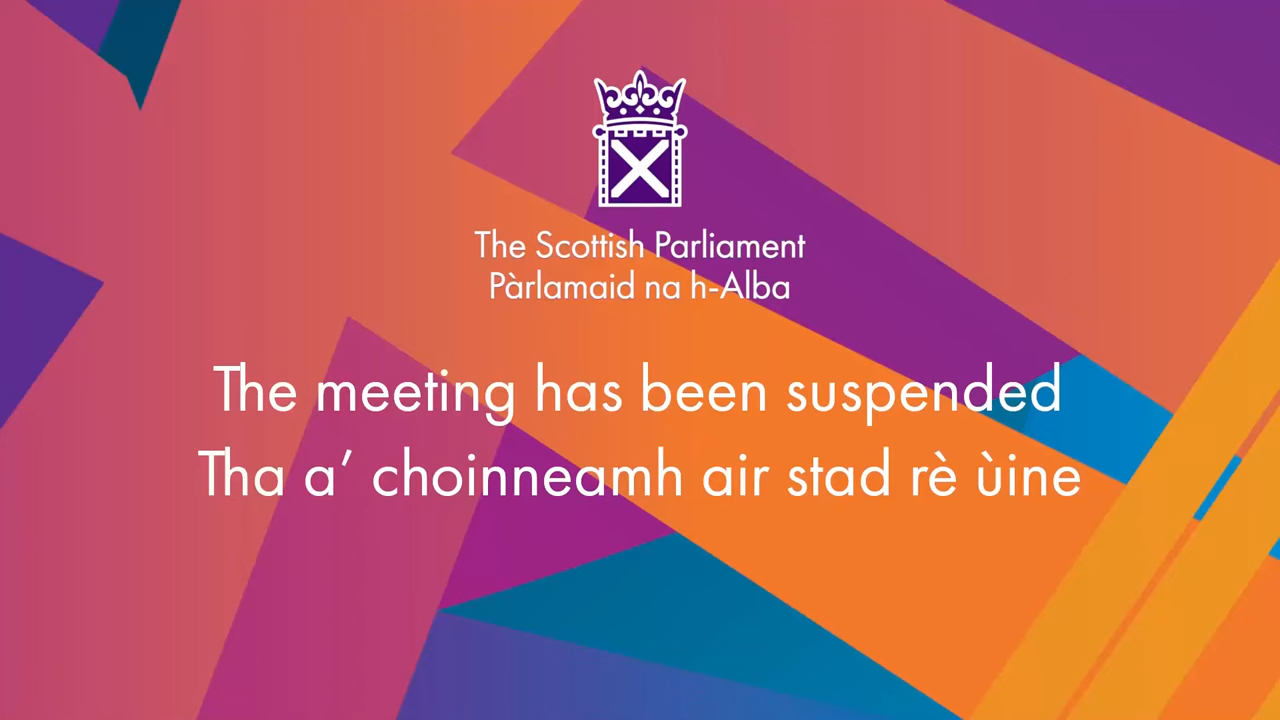 The Scottish Parliament
Pàrlamaid na h-Alba
The meeting has been suspended
Tha a’ choinneamh air stad rè ùine